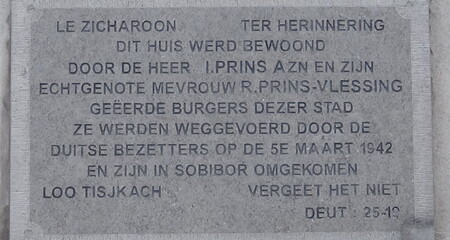 LE ZICHAROON TER HERINNERING
DIT HUIS WERD BEWOOND
DOOR DE HEER I.PRINS AZN EN ZIJN
ECHTGENOTE MEVROUW R.PRINS-VLESSING
GEËERDE BURGERS DEZER STAD
ZE WERDEN WEGGEVOERD DOOR DE
DUITSE BEZETTERS OP DE 5E MAART 1942
EN ZIJN IN SOBIBOR OMGEKOMEN
LOO TISJKACH VERGEET HET NIET
DEUT : 25-19